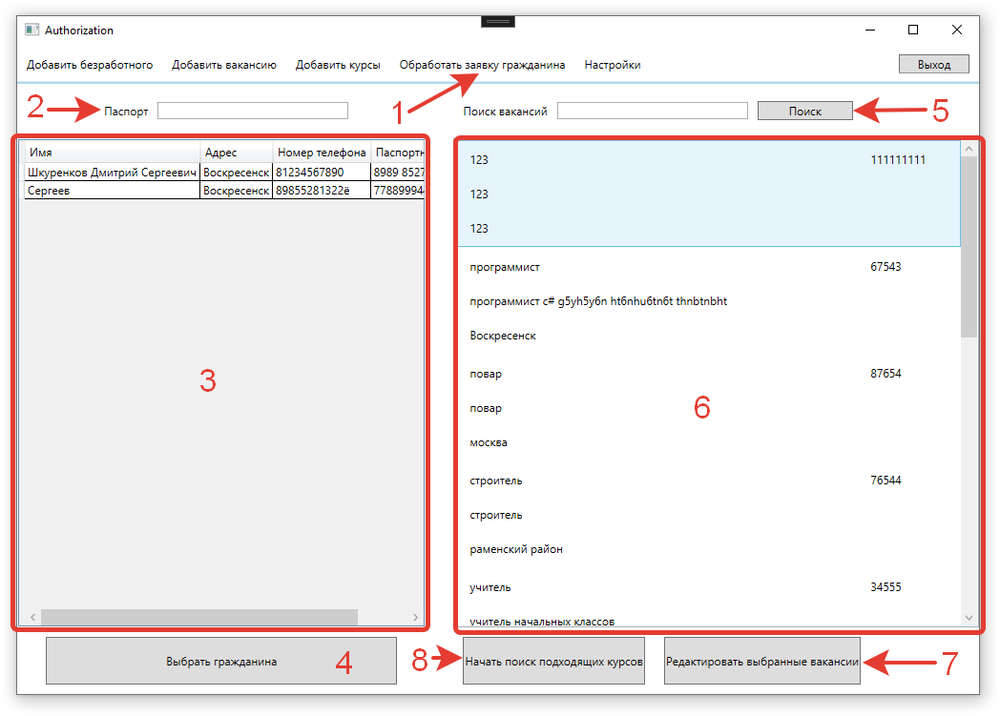 Authorization
Добавить безработного Добавить вакансию Добавить курсы Обработать заявку гражданина Настройки Выход
2 Паспорт 1 Поиск вакансий Поиск 5
Имя Адрес Номер телефона Паспортн
Шкуренков Дмитрий Сергеевич Воскресенск 81234567890 8989 8527
Сергеев Воскресенск 89855281322ё 77889994
3
123 111111111
123
123
программист 67543
программист c# g5yh5y6n ht6nhu6tn6t thnbtnbht
Воскресенск
повар 87654
6
повар
москва
строитель 76544
строитель
раменский район
учитель 34555
учитель начальных классов
Выбрать гражданина 4 8 Начать поиск подходящих курсов Редактировать выбранные вакансии 7